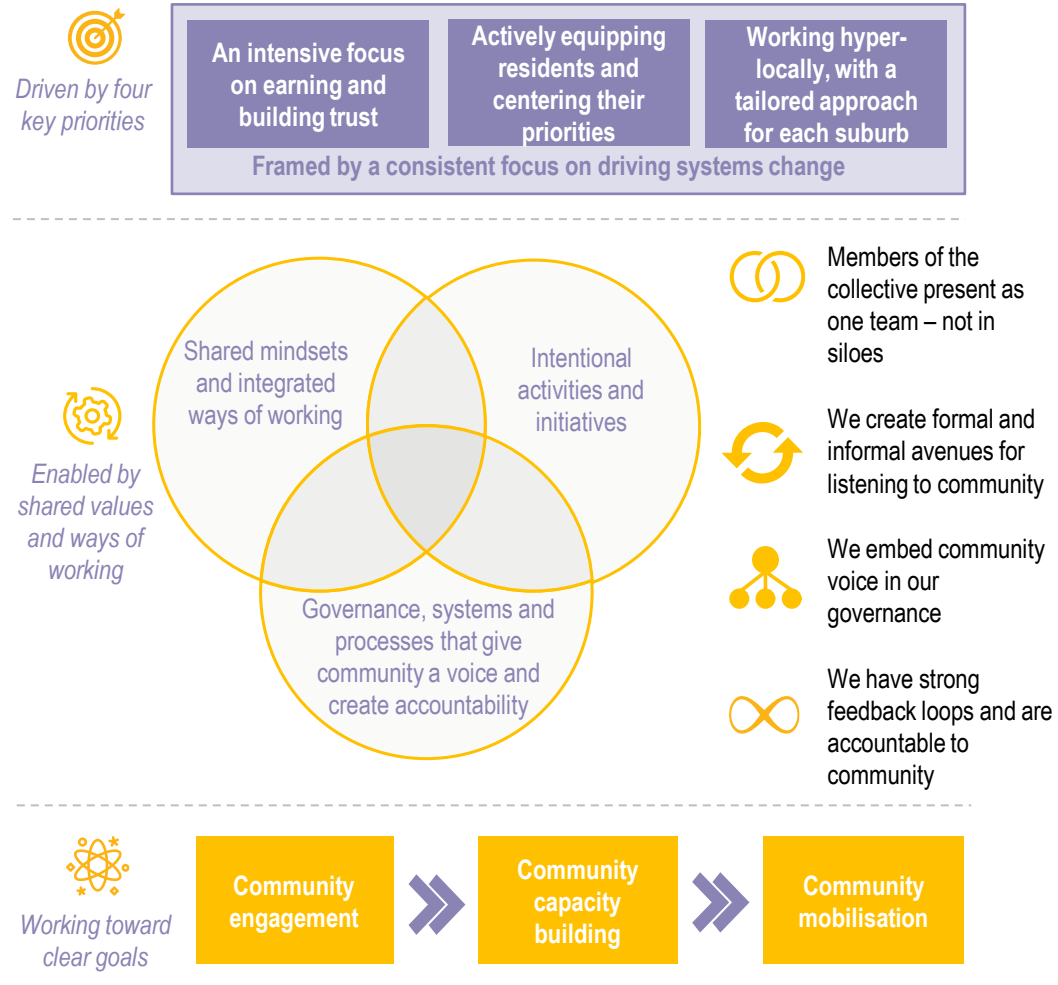 Driven by four
key priorities
An intensive focus
on earning and
building trust
Actively equipping
residents and
centering their
priorities
Working hyper-
locally, with a
tailored approach
for each suburb
Framed by a consistent focus on driving systems change
Enabled by
shared values
and ways of
working
Shared mindsets
and integrated
ways of working
Intentional
activities and
initiatives
Governance, systems and
processes that give
community a voice and
create accountability
Members of the
collective present as
one team – not in
siloes
We create formal and
informal avenues for
listening to community
We embed community
voice in our
governance
We have strong
feedback loops and are
accountable to
community
Working toward
clear goals
Community
engagement
Community
capacity
building
Community
mobilisation